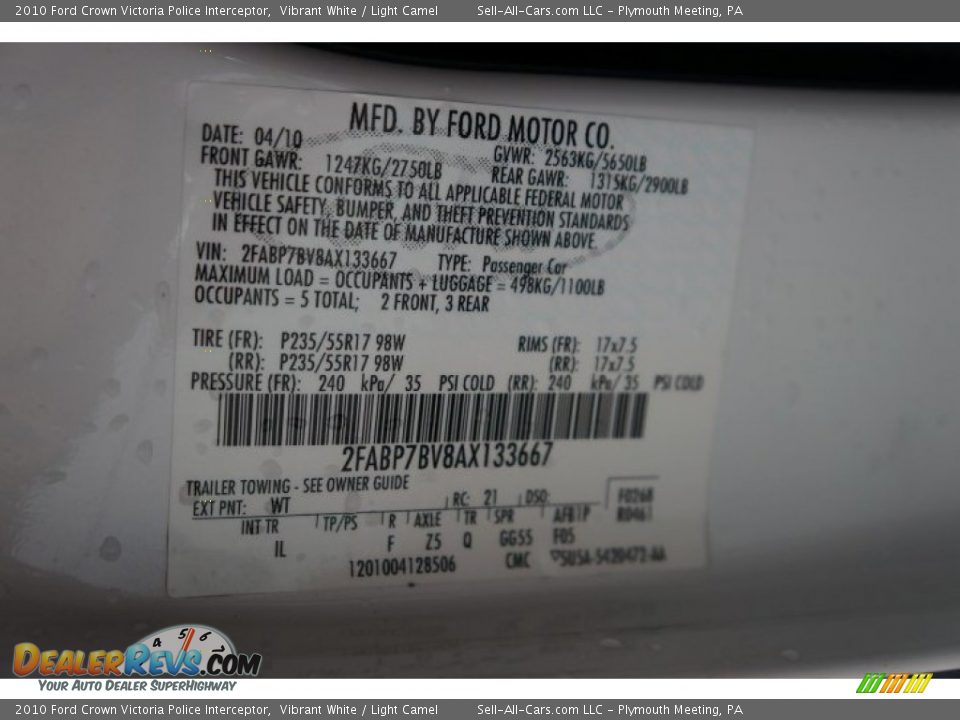 2010 Ford Crown Victoria Police Interceptor, Vibrant White / Light Camel Sell-All-Cars.com LLC - Plymouth Meeting, PA
MFD. BY FORD MOTOR CO.
DATE: 04/10 GVWR: 2563KG/5650LB
FRONT GAWR: 1247KG/2750LB REAR GAWR: 1315KG/2900LB
THIS VEHICLE CONFORMS TO ALL APPLICABLE FEDERAL MOTOR
VEHICLE SAFETY, BUMPER, AND THEFT PREVENTION STANDARDS
IN EFFECT ON THE DATE OF MANUFACTURE SHOWN ABOVE.
VIN: 2FABP7BV8AX133667 TYPE: Passenger Car
MAXIMUM LOAD = OCCUPANTS + LUGGAGE = 498KG/1100LB
OCCUPANTS = 5 TOTAL; 2 FRONT, 3 REAR
TIRE (FR): P235/55R17 98W RIMS (FR): 17x7.5
(RR): P235/55R17 98W (RR): 17x7.5
PRESSURE (FR): 240 kPa/ 35 PSI COLD (RR): 240 kPa/ 35 PSI COLD
2FABP7BV8AX133667
TRAILER TOWING - SEE OWNER GUIDE
EXT PNT: WT RC: 21 DSO: F0268
INT TR TP/PS R AXLE TR SPR R0461
IL F Z5 Q GG55 F05
1201004128506 CMC
4 5 6
DealerRevs.com
Your Auto Dealer SuperHighway
2010 Ford Crown Victoria Police Interceptor, Vibrant White / Light Camel Sell-All-Cars.com LLC - Plymouth Meeting, PA